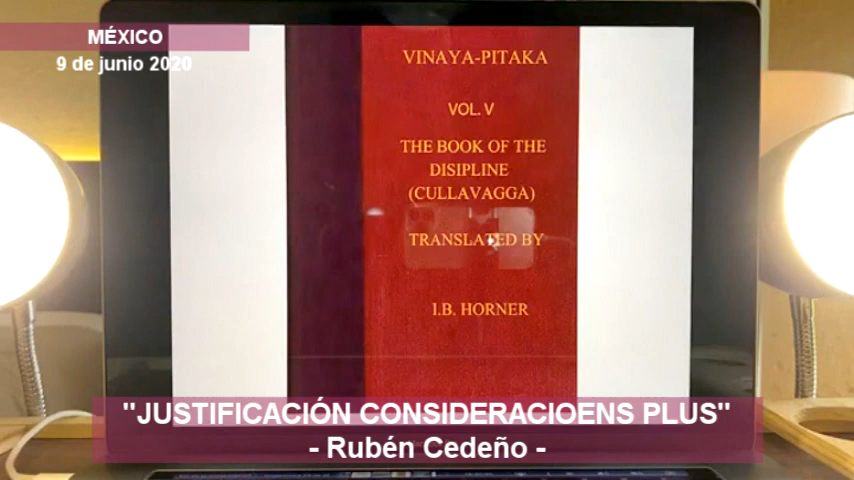 MÉXICO
9 de junio 2020
VINAYA-PITAKA
VOL. V
THE BOOK OF THE
DISIPLINE
(CULLAVAGGA)
TRANSLATED BY
I.B. HORNER
"JUSTIFICACIÓN CONSIDERACIOENS PLUS"
- Rubén Cedeño -